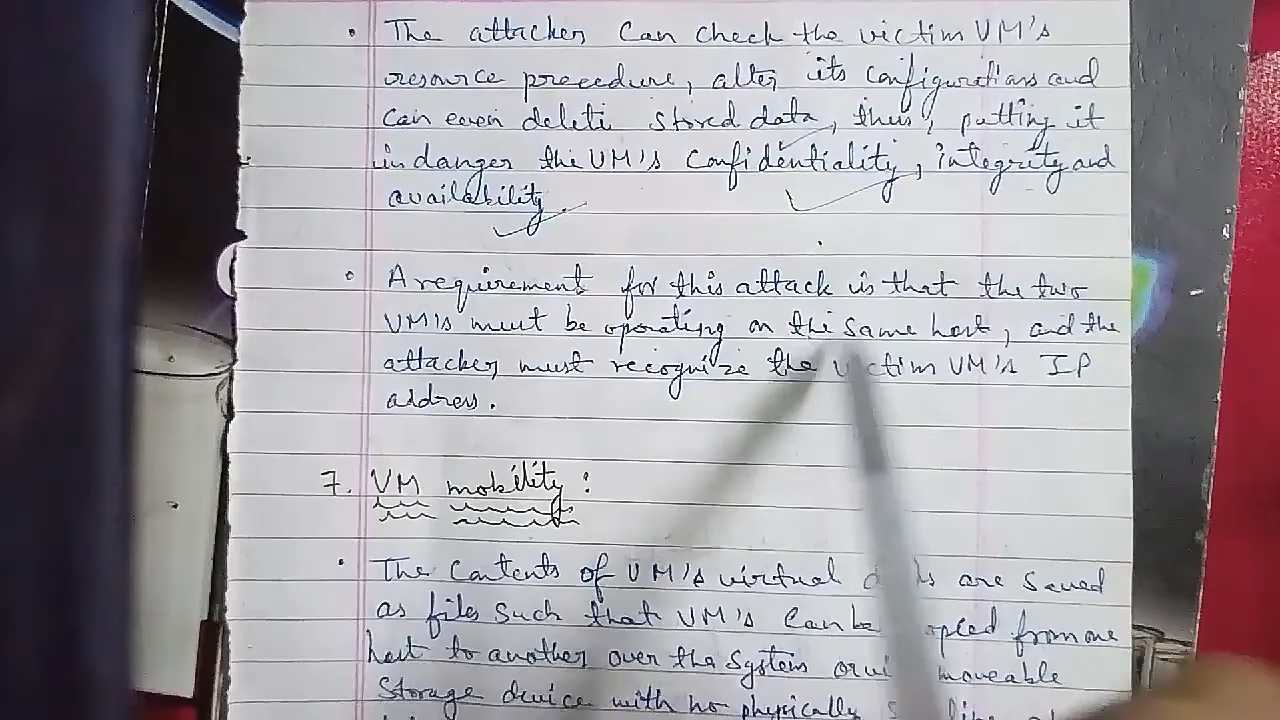 • The attacker can check the victim VM's
resource procedure, alter its configurations and
can even delete stored data, thus, putting it
in danger the VM's confidentiality, integrity and
availability.
• A requirement for this attack is that the two
VM's must be operating on the same host, and the
attacker must recognize the victim VM's IP
address.
7. VM mobility:
• The contents of VM's virtual are saved
as files such that VM's can be from one
host to another over the system or moveable
storage device with no physically